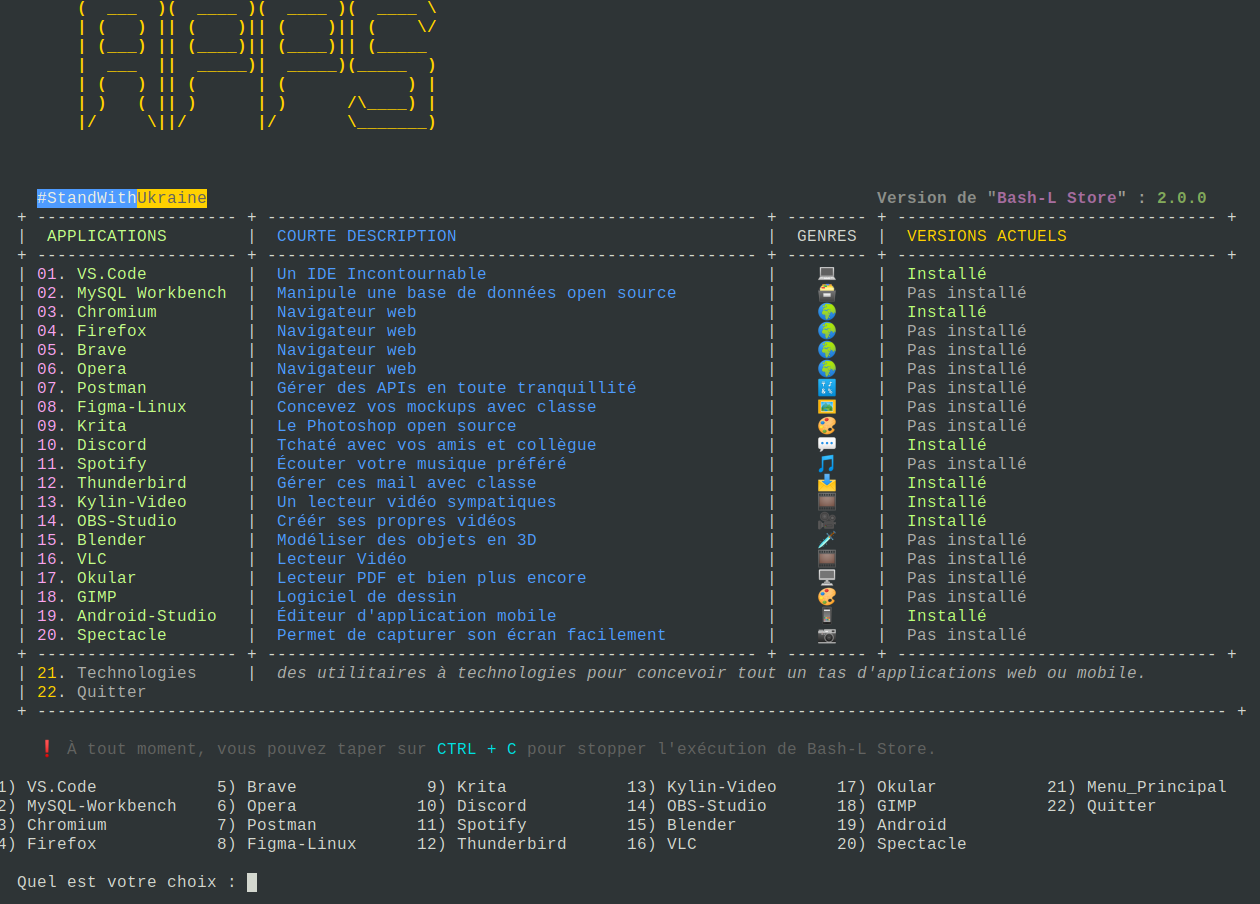 APPS
#StandWithUkraine Version de "Bash-L Store" : 2.0.0
APPLICATIONS | COURTE DESCRIPTION | GENRES | VERSIONS ACTUELS
01. VS.Code | Un IDE Incontournable | Installé
02. MySQL Workbench | Manipule une base de données open source | Pas installé
03. Chromium | Navigateur web | Installé
04. Firefox | Navigateur web | Pas installé
05. Brave | Navigateur web | Pas installé
06. Opera | Navigateur web | Pas installé
07. Postman | Gérer des APIs en toute tranquillité | Pas installé
08. Figma-Linux | Concevez vos mockups avec classe | Pas installé
09. Krita | Le Photoshop open source | Pas installé
10. Discord | Tchaté avec vos amis et collègue | Installé
11. Spotify | Écouter votre musique préféré | Pas installé
12. Thunderbird | Gérer ces mail avec classe | Installé
13. Kylin-Video | Un lecteur vidéo sympatiques | Installé
14. OBS-Studio | Créér ses propres vidéos | Installé
15. Blender | Modéliser des objets en 3D | Pas installé
16. VLC | Lecteur Vidéo | Pas installé
17. Okular | Lecteur PDF et bien plus encore | Pas installé
18. GIMP | Logiciel de dessin | Pas installé
19. Android-Studio | Éditeur d'application mobile | Installé
20. Spectacle | Permet de capturer son écran facilement | Pas installé
21. Technologies | des utilitaires à technologies pour concevoir tout un tas d'applications web ou mobile.
22. Quitter
❗ À tout moment, vous pouvez taper sur CTRL + C pour stopper l'exécution de Bash-L Store.
1) VS.Code 5) Brave 9) Krita 13) Kylin-Video 17) Okular 21) Menu_Principal
2) MySQL-Workbench 6) Opera 10) Discord 14) OBS-Studio 18) GIMP 22) Quitter
3) Chromium 7) Postman 11) Spotify 15) Blender 19) Android
4) Firefox 8) Figma-Linux 12) Thunderbird 16) VLC 20) Spectacle
Quel est votre choix :